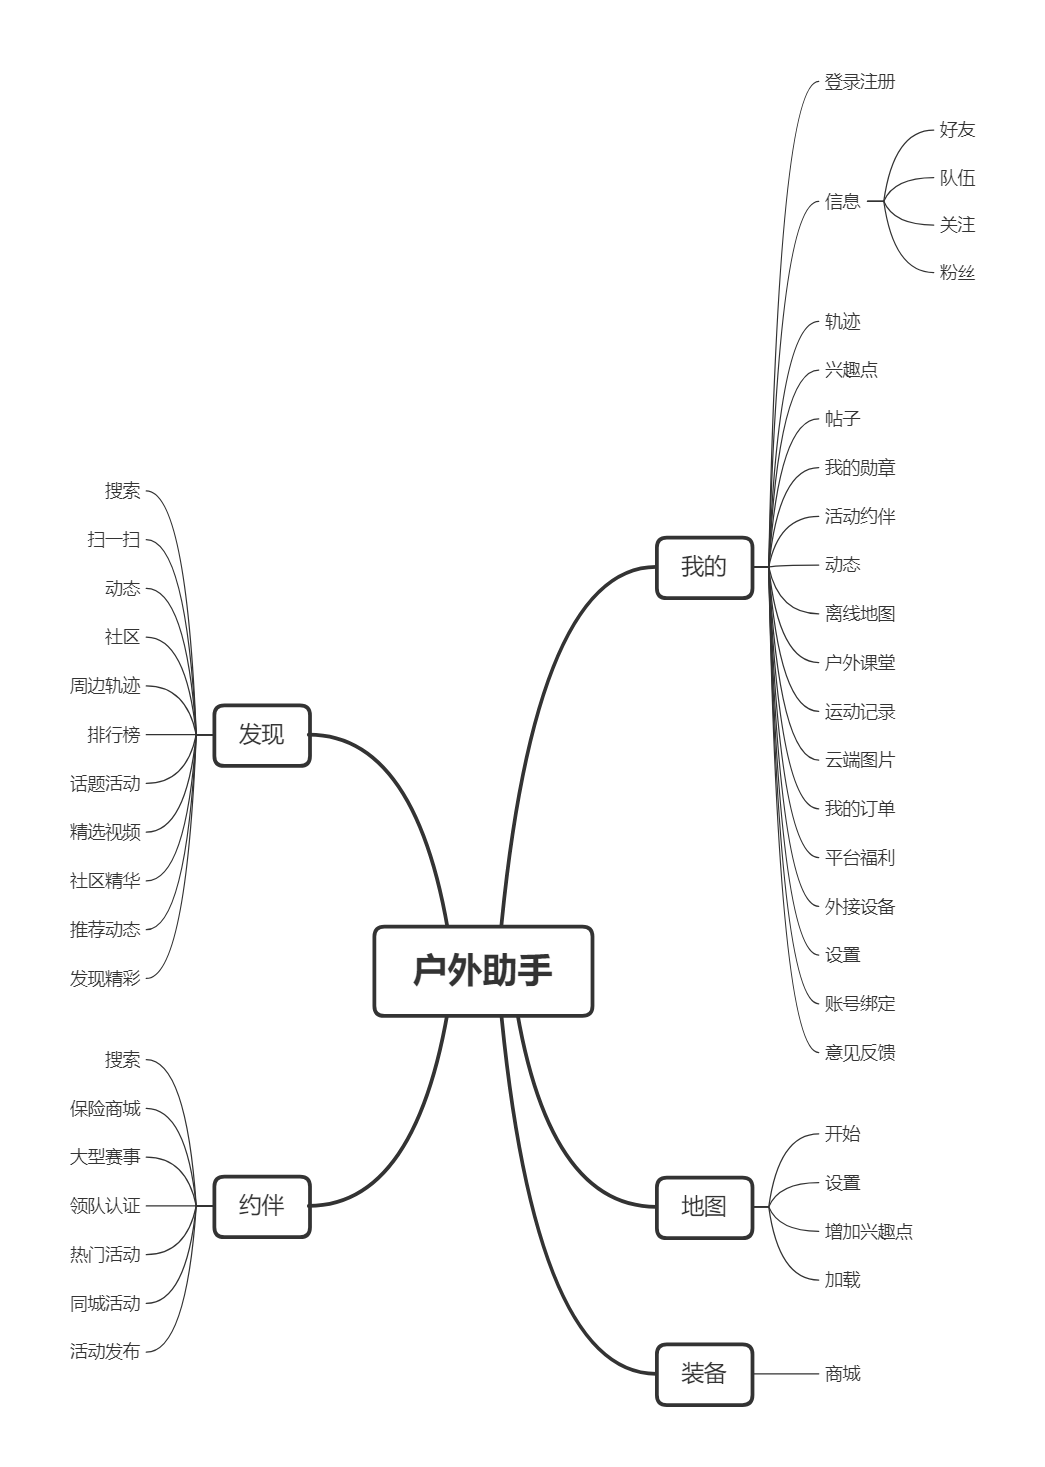 户外助手
我的
登录注册
信息
好友
队伍
关注
粉丝
轨迹
兴趣点
帖子
我的勋章
活动约伴
动态
离线地图
户外课堂
运动记录
云端图片
我的订单
平台福利
外接设备
设置
账号绑定
意见反馈
地图
开始
设置
增加兴趣点
加载
装备
商城
发现
搜索
扫一扫
动态
社区
周边轨迹
排行榜
话题活动
精选视频
社区精华
推荐动态
发现精彩
约伴
搜索
保险商城
大型赛事
领队认证
热门活动
同城活动
活动发布